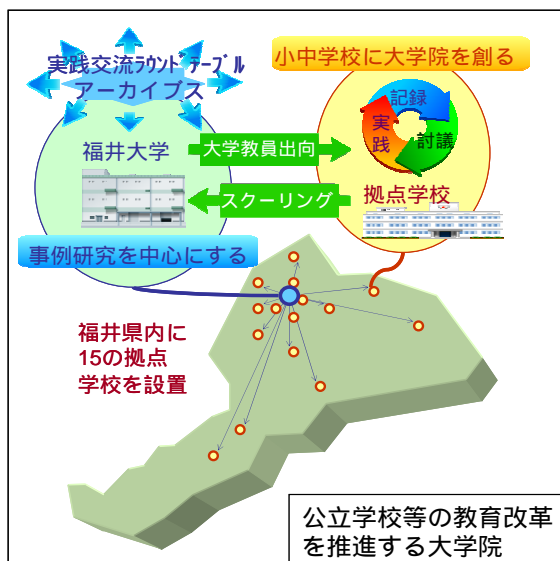 実践交流ラウンドテーブル
アーカイブス
小中学校に大学院を創る
記録
実践
討議
福井大学
大学教員出向
スクーリング
拠点学校
事例研究を中心にする
福井県内に
15の拠点
学校を設置
公立学校等の教育改革
を推進する大学院